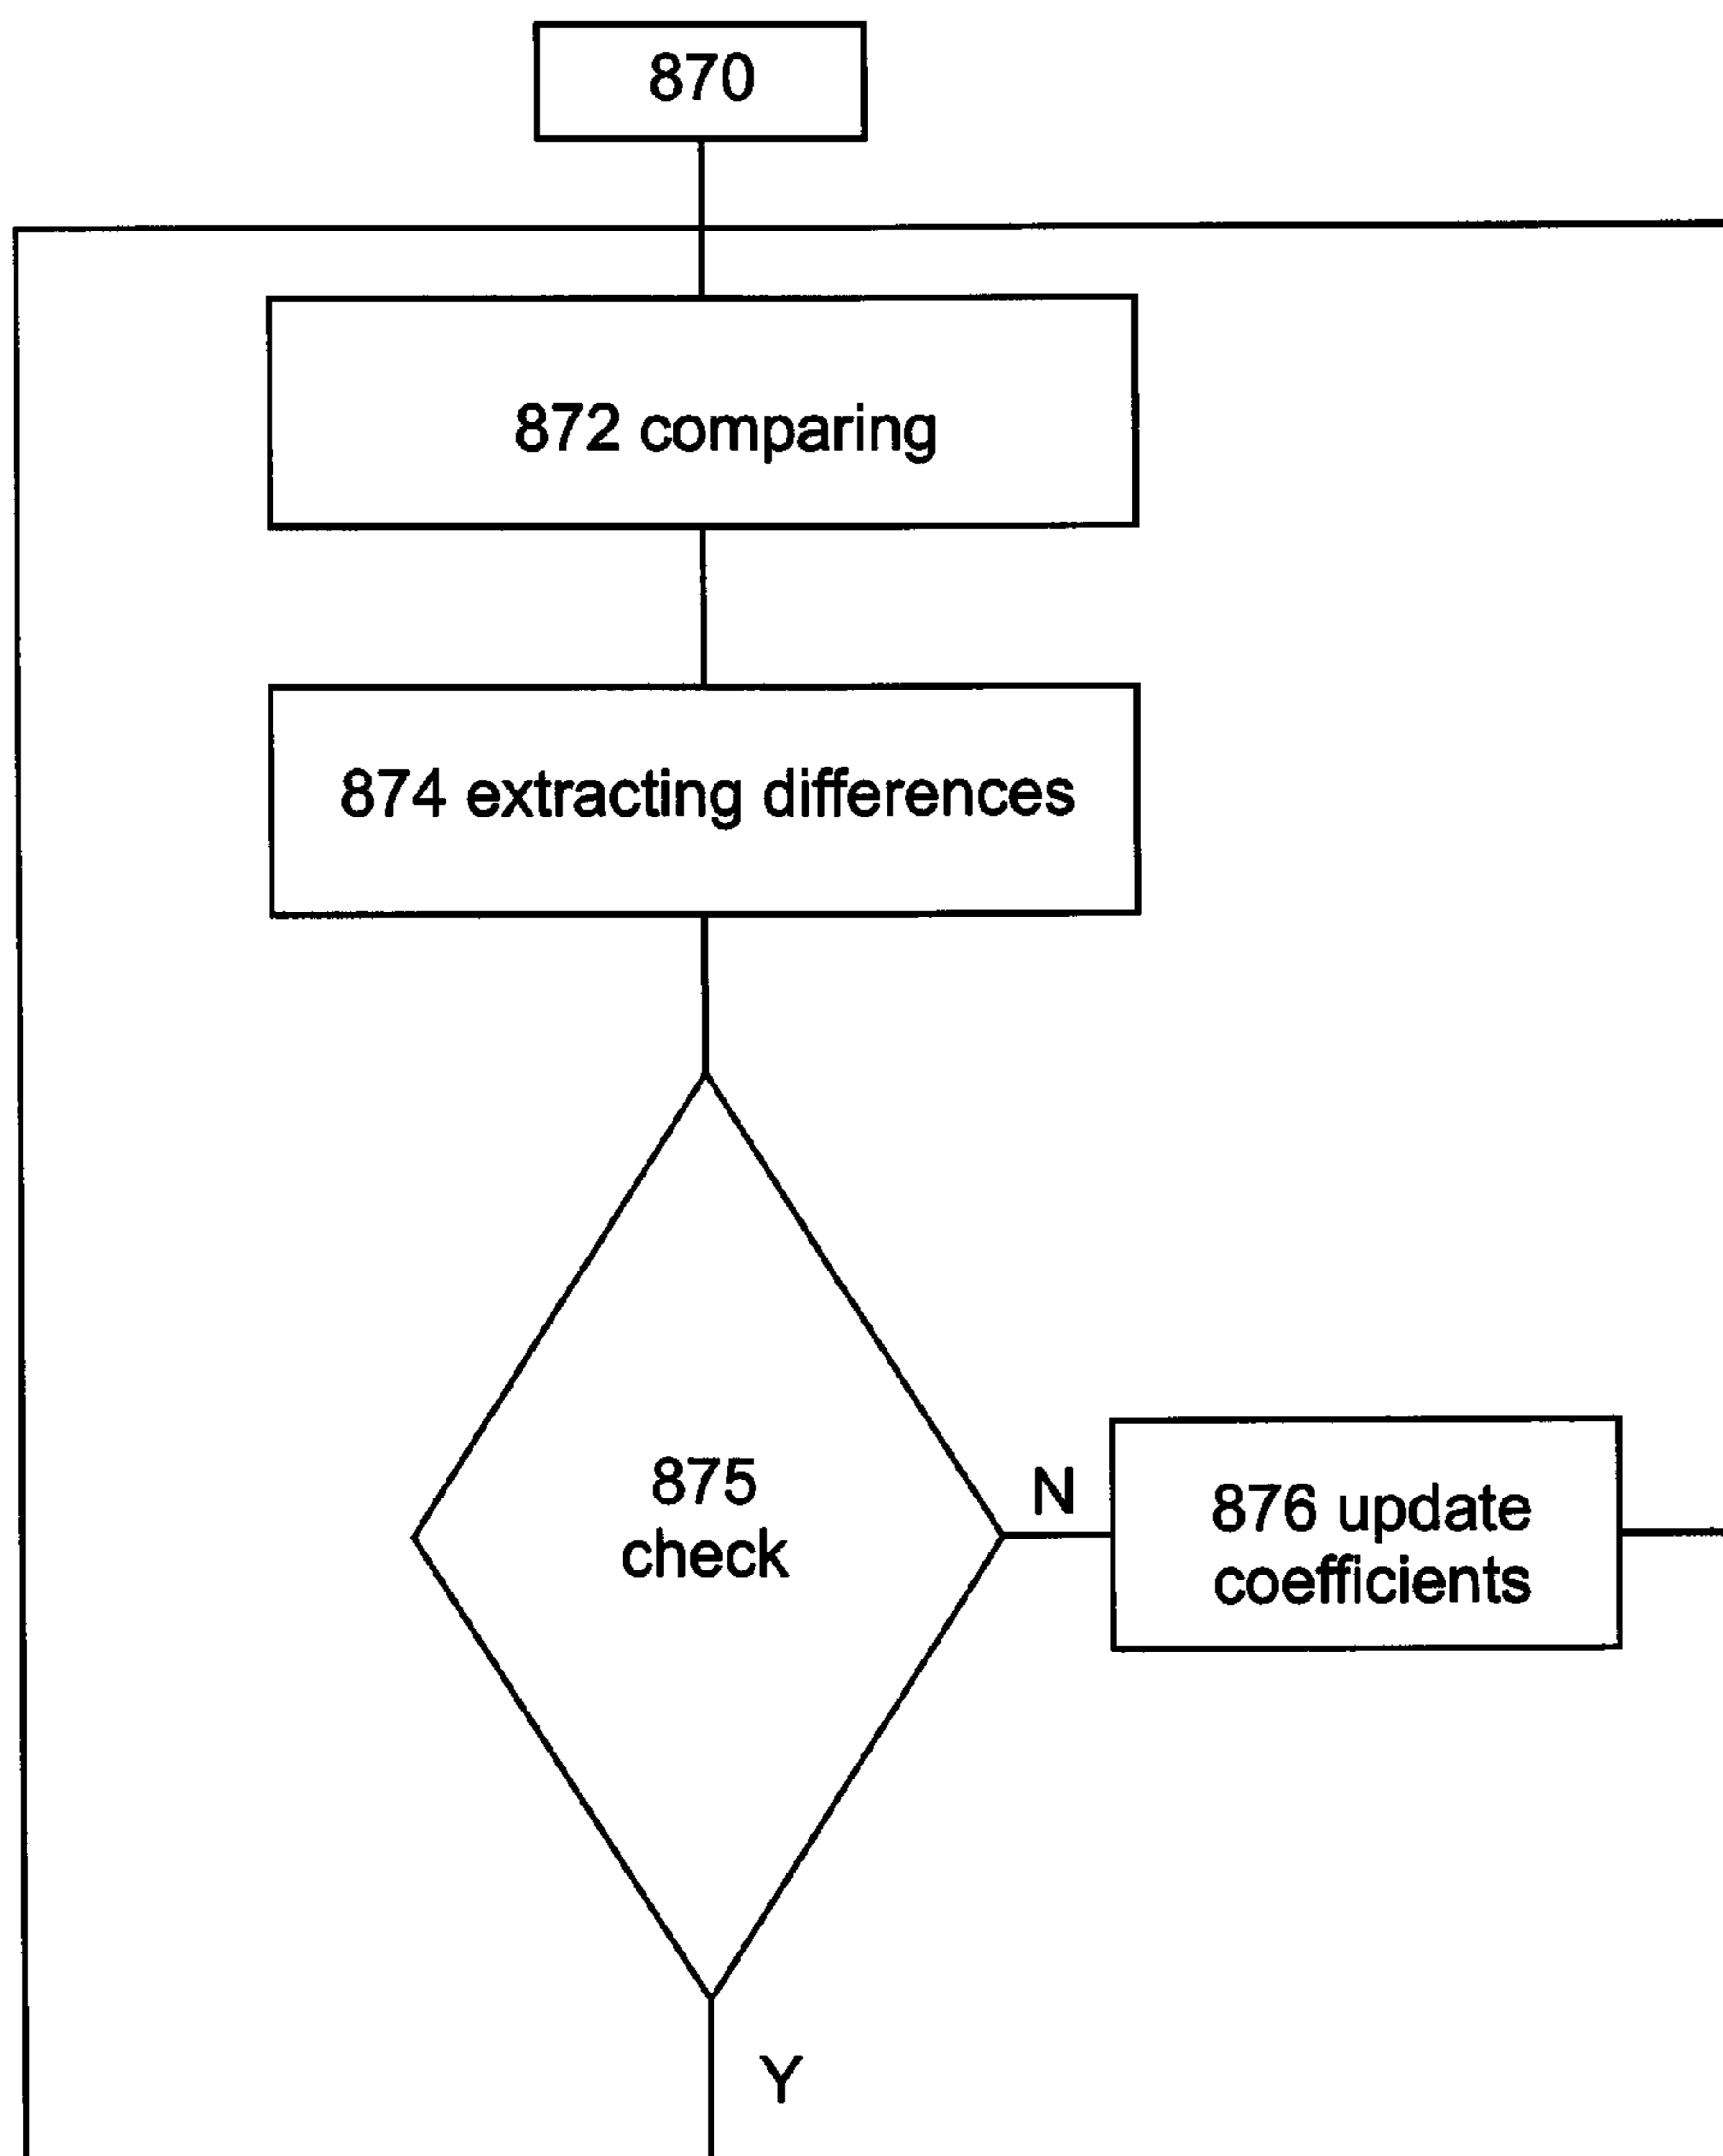 870
872 comparing
874 extracting differences
875
check
N
876 update
coefficients
Y